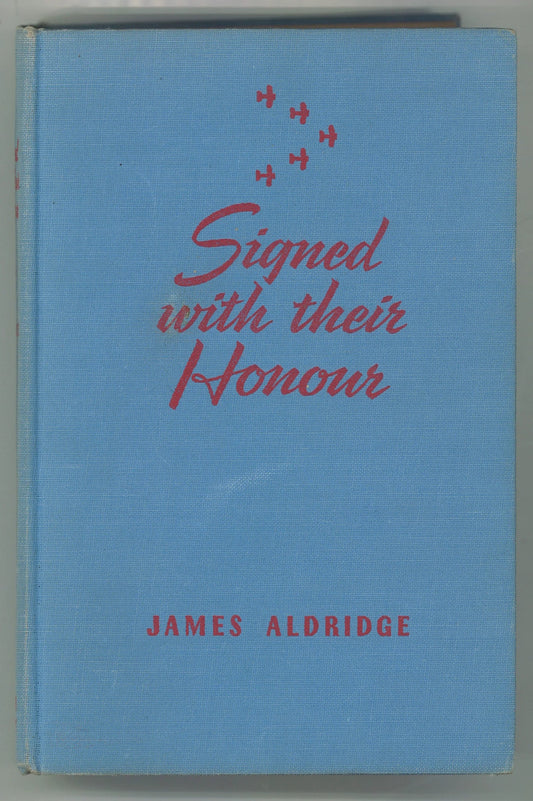 Signed
with their
Honour
JAMES ALDRIDGE